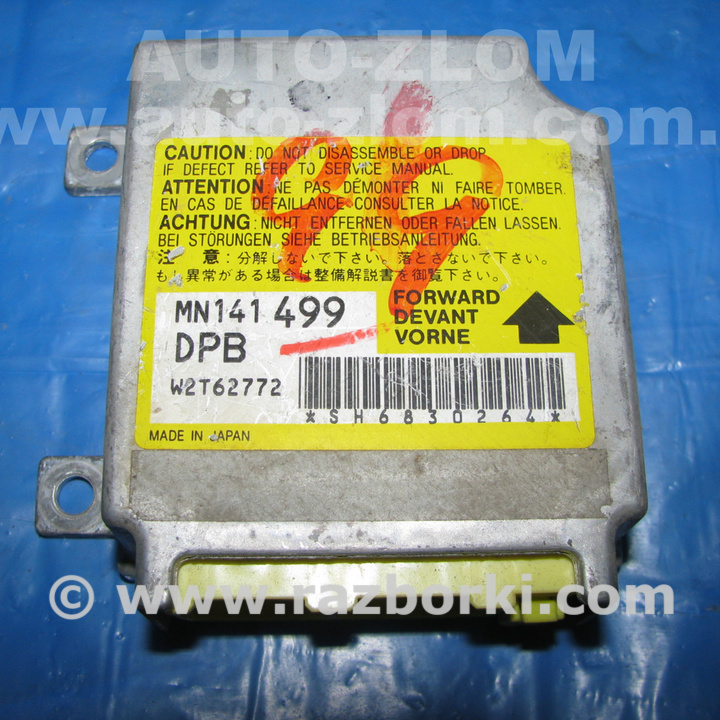 AUTO-ZLOM
www.auto-zlom.com.
CAUTION : DO NOT DISASSEMBLE OR DROP.
IF DEFECT REFER TO SERVICE MANUAL.
ATTENTION : NE PAS DÉMONTER NI FAIRE TOMBER.
EN CAS DE DÉFAILLANCE CONSULTER LA NOTICE.
ACHTUNG : NICHT ENTFERNEN ODER FALLEN LASSEN.
BEI STÖRUNGEN SIEHE BETRIEBSANLEITUNG.
注 意 : 分解しないで下さい。落とさないで下さい。
もし異常がある場合は整備解説書を御覧下さい。
MN141499
DPB
W2T62772
FORWARD
DEVANT
VORNE
*SH6830264*
MADE IN JAPAN
© www.razborki.com